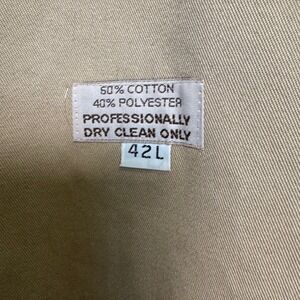 60% COTTON
40% POLYESTER
PROFESSIONALLY
DRY CLEAN ONLY
42L